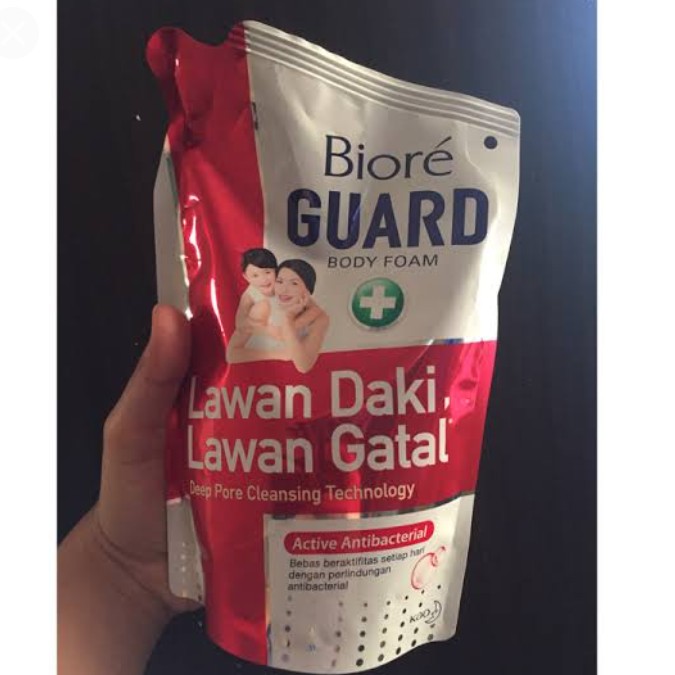 Bioré
GUARD
BODY FOAM
Lawan Daki,
Lawan Gatal
Deep Pore Cleansing Technology
Active Antibacterial
Bebas beraktifitas setiap hari
dengan perlindungan
antibacterial
Kao